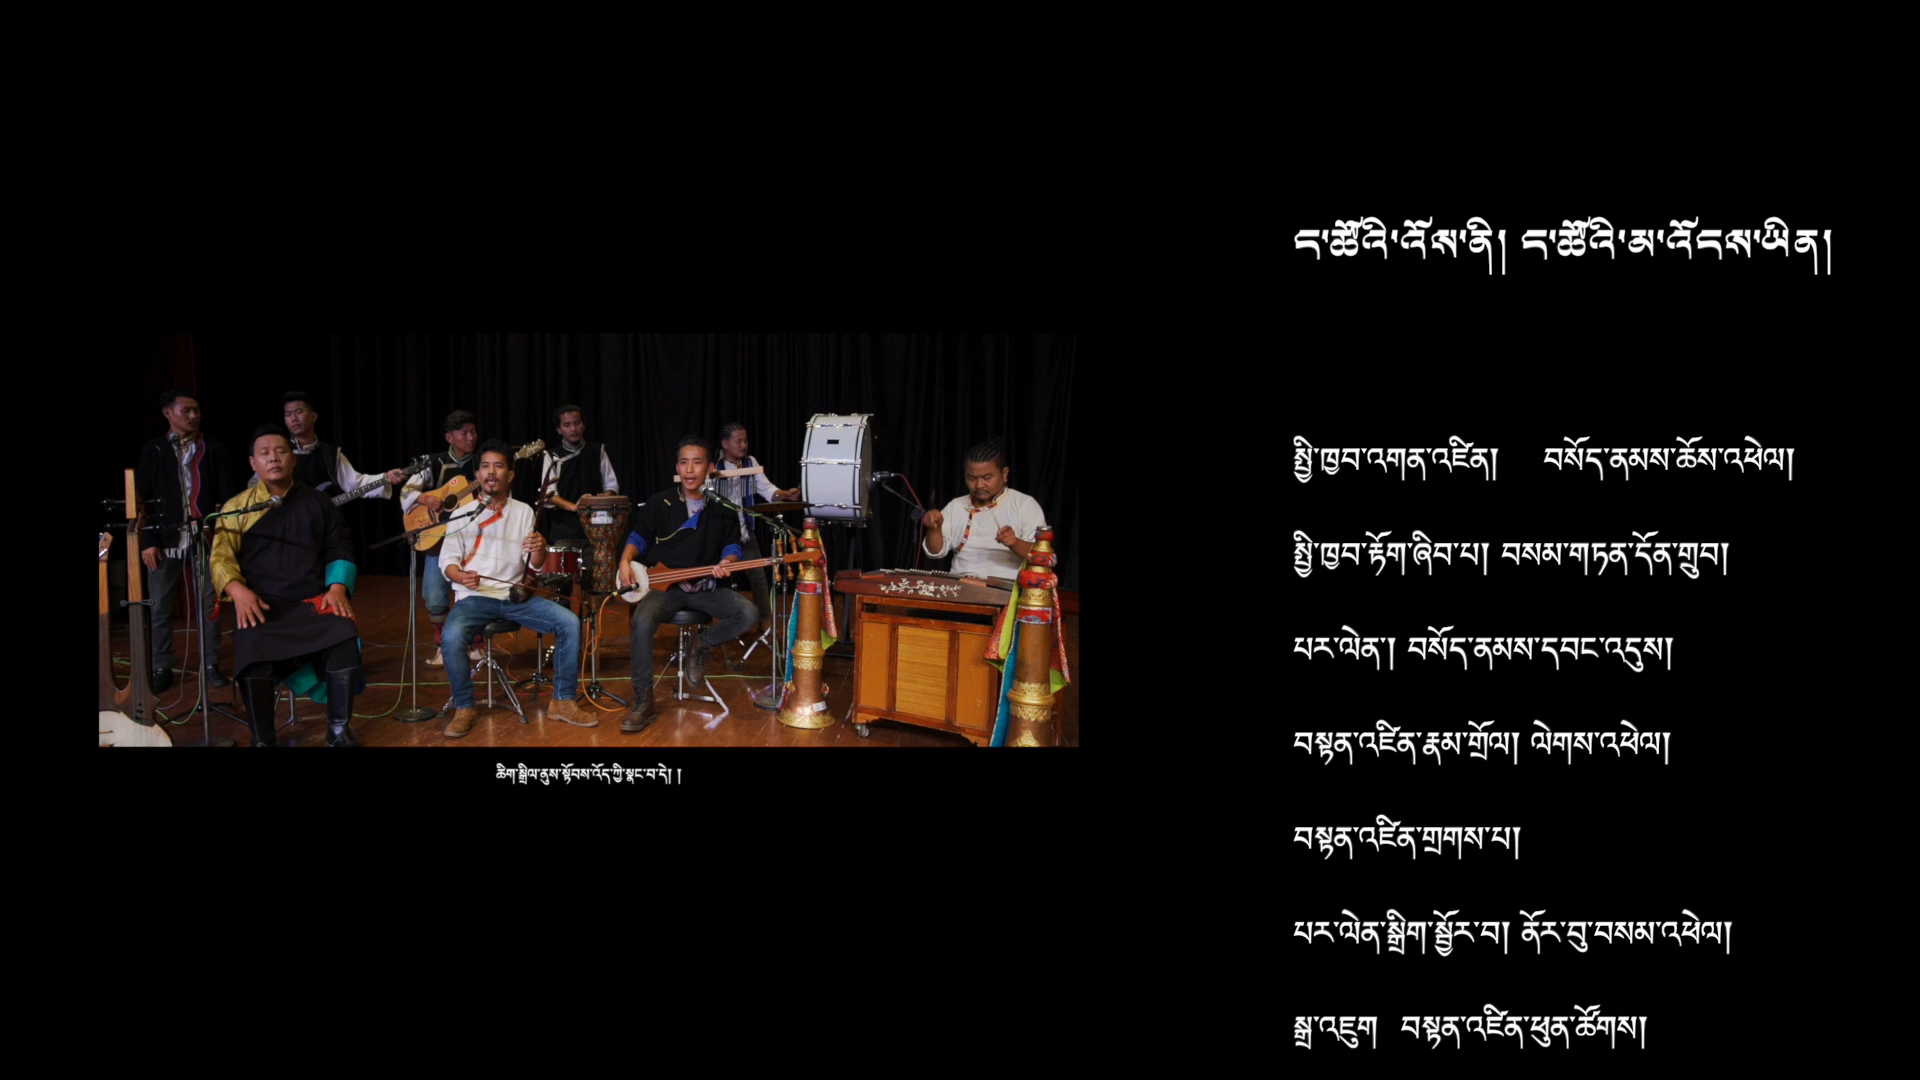 ང་ཚོའི་འོས་ནི། ང་ཚོའི་མ་འོངས་ཡིན།
སྤྱི་ཁྱབ་འགན་འཛིན། བསོད་ནམས་ཆོས་འཕེལ།
སྤྱི་ཁྱབ་རྟོག་ཞིབ་པ། བསམ་གཏན་དོན་གྲུབ།
པར་ལེན་། བསོད་ནམས་དབང་འདུས།
བསྟན་འཛིན་རྣམ་གྲོལ། ལེགས་འཕེལ།
བསྟན་འཛིན་གྲགས་པ།
པར་ལེན་སྒྲིག་སྦྱོར་བ། ནོར་བུ་བསམ་འཕེལ།
སྒྲ་འཇུག བསྟན་འཛིན་ཕུན་ཚོགས།
ཆིག་སྒྲིལ་ནུས་སྟོབས་འོད་ཀྱི་སྣང་བ་དེ། །